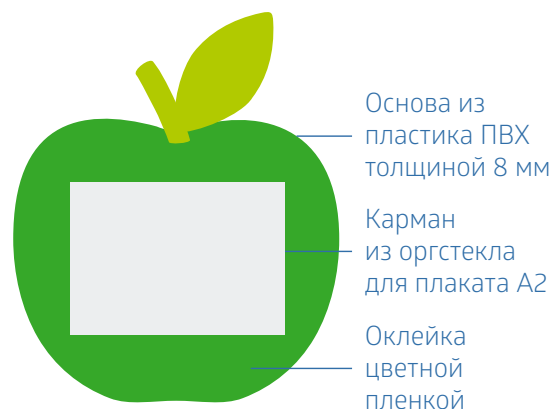 Основа из
пластика ПВХ
толщиной 8 мм
Карман
из оргстекла
для плаката А2
Оклейка
цветной
пленкой